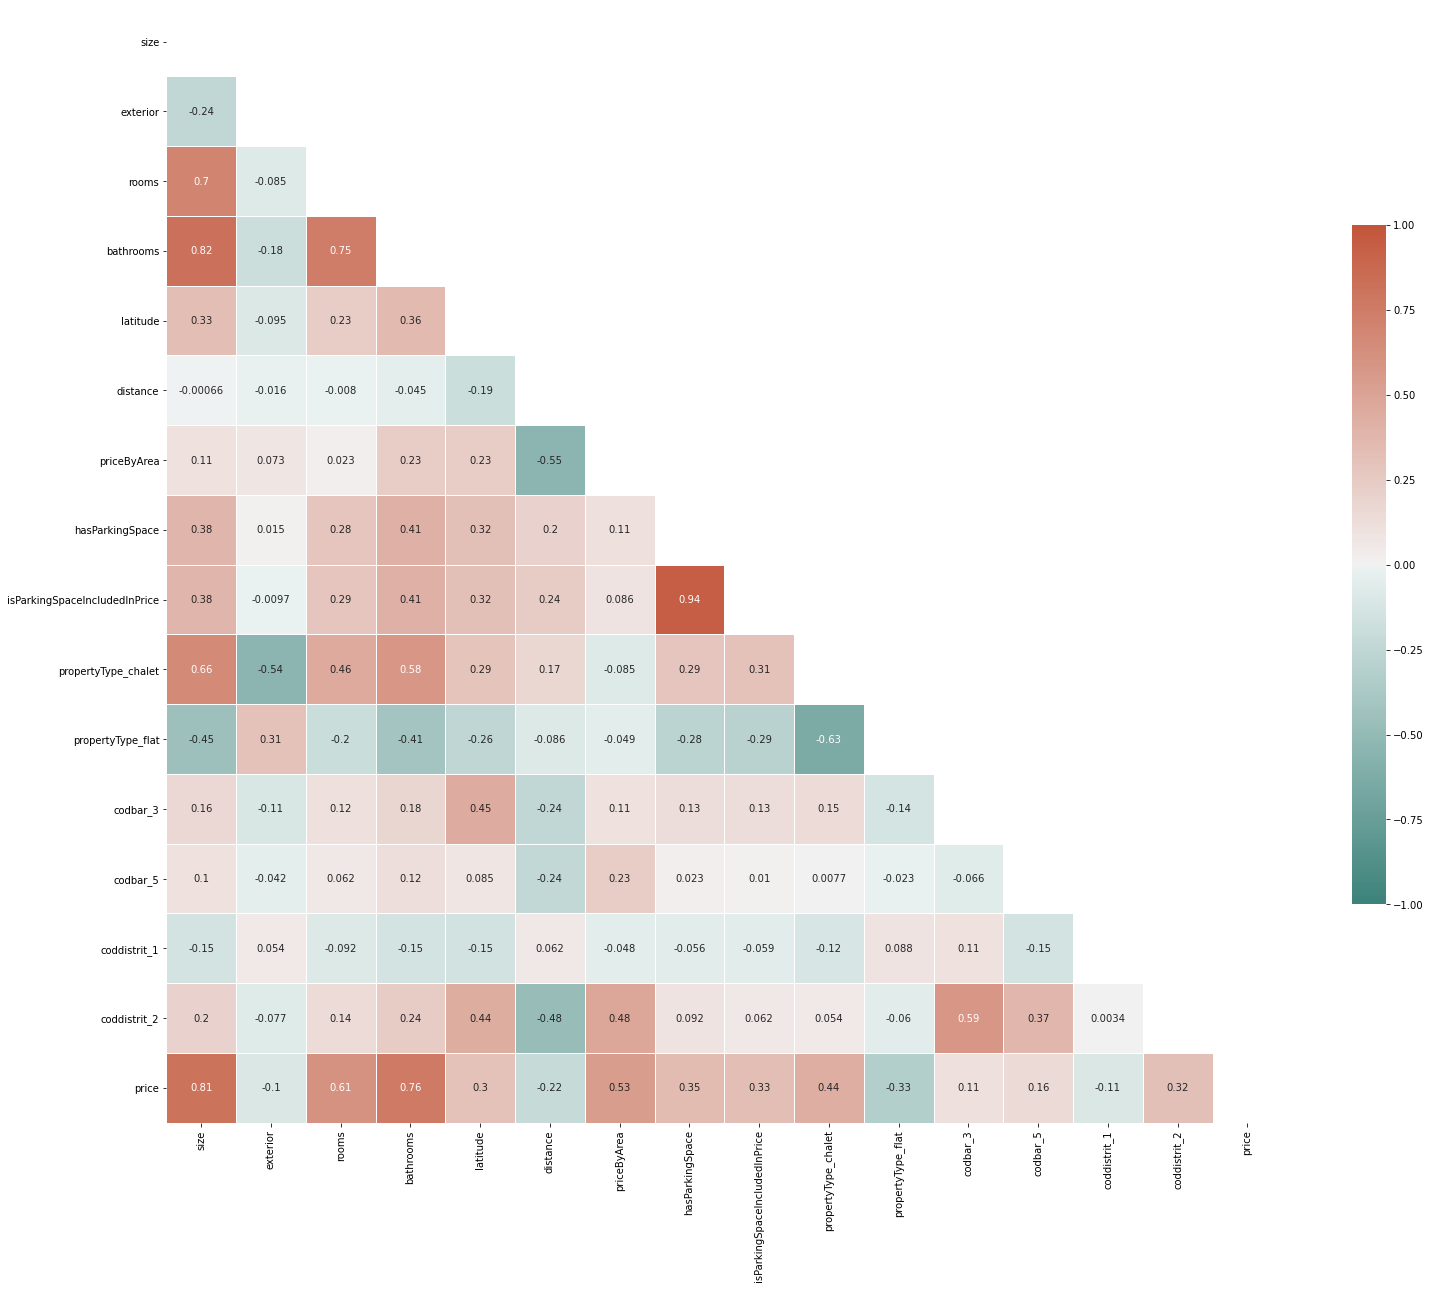 size
exterior -0.24
rooms 0.7 -0.085
1.00
bathrooms 0.82 -0.18 0.75
0.75
latitude 0.33 -0.095 0.23 0.36
distance -0.00066 -0.016 -0.008 -0.045 -0.19
0.50
priceByArea 0.11 0.073 0.023 0.23 0.23 -0.55
0.25
hasParkingSpace 0.38 0.015 0.28 0.41 0.32 0.2 0.11
0.00
isParkingSpaceIncludedInPrice 0.38 -0.0097 0.29 0.41 0.32 0.24 0.086 0.94
−0.25
propertyType_chalet 0.66 -0.54 0.46 0.58 0.29 0.17 -0.085 0.29 0.31
−0.50
propertyType_flat -0.45 0.31 -0.2 -0.41 -0.26 -0.086 -0.049 -0.28 -0.29 -0.63
codbar_3 0.16 -0.11 0.12 0.18 0.45 -0.24 0.11 0.13 0.13 0.15 -0.14
−0.75
codbar_5 0.1 -0.042 0.062 0.12 0.085 -0.24 0.23 0.023 0.01 0.0077 -0.023 -0.066
−1.00
coddistrit_1 -0.15 0.054 -0.092 -0.15 -0.15 0.062 -0.048 -0.056 -0.059 -0.12 0.088 0.11 -0.15
coddistrit_2 0.2 -0.077 0.14 0.24 0.44 -0.48 0.48 0.092 0.062 0.054 -0.06 0.59 0.37 0.0034
price 0.81 -0.1 0.61 0.76 0.3 -0.22 0.53 0.35 0.33 0.44 -0.33 0.11 0.16 -0.11 0.32
size
exterior
rooms
bathrooms
latitude
distance
priceByArea
hasParkingSpace
isParkingSpaceIncludedInPrice
propertyType_chalet
propertyType_flat
codbar_3
codbar_5
coddistrit_1
coddistrit_2
price